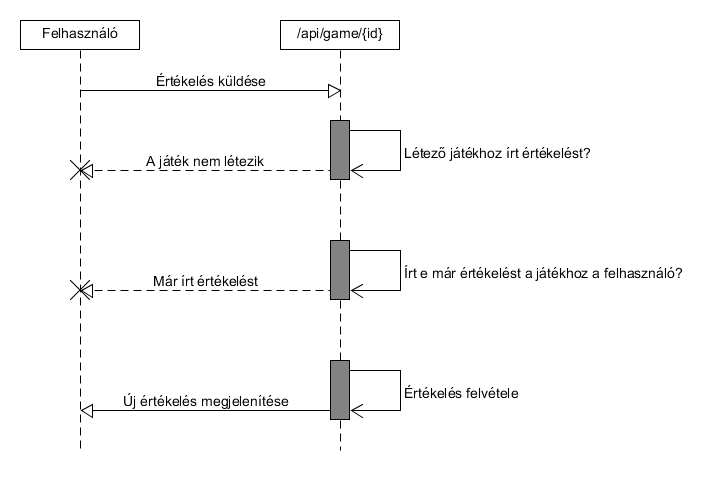 Felhasználó
/api/game/{id}
Értékelés küldése
Létező játékhoz írt értékelést?
A játék nem létezik
Írt e már értékelést a játékhoz a felhasználó?
Már írt értékelést
Értékelés felvétele
Új értékelés megjelenítése